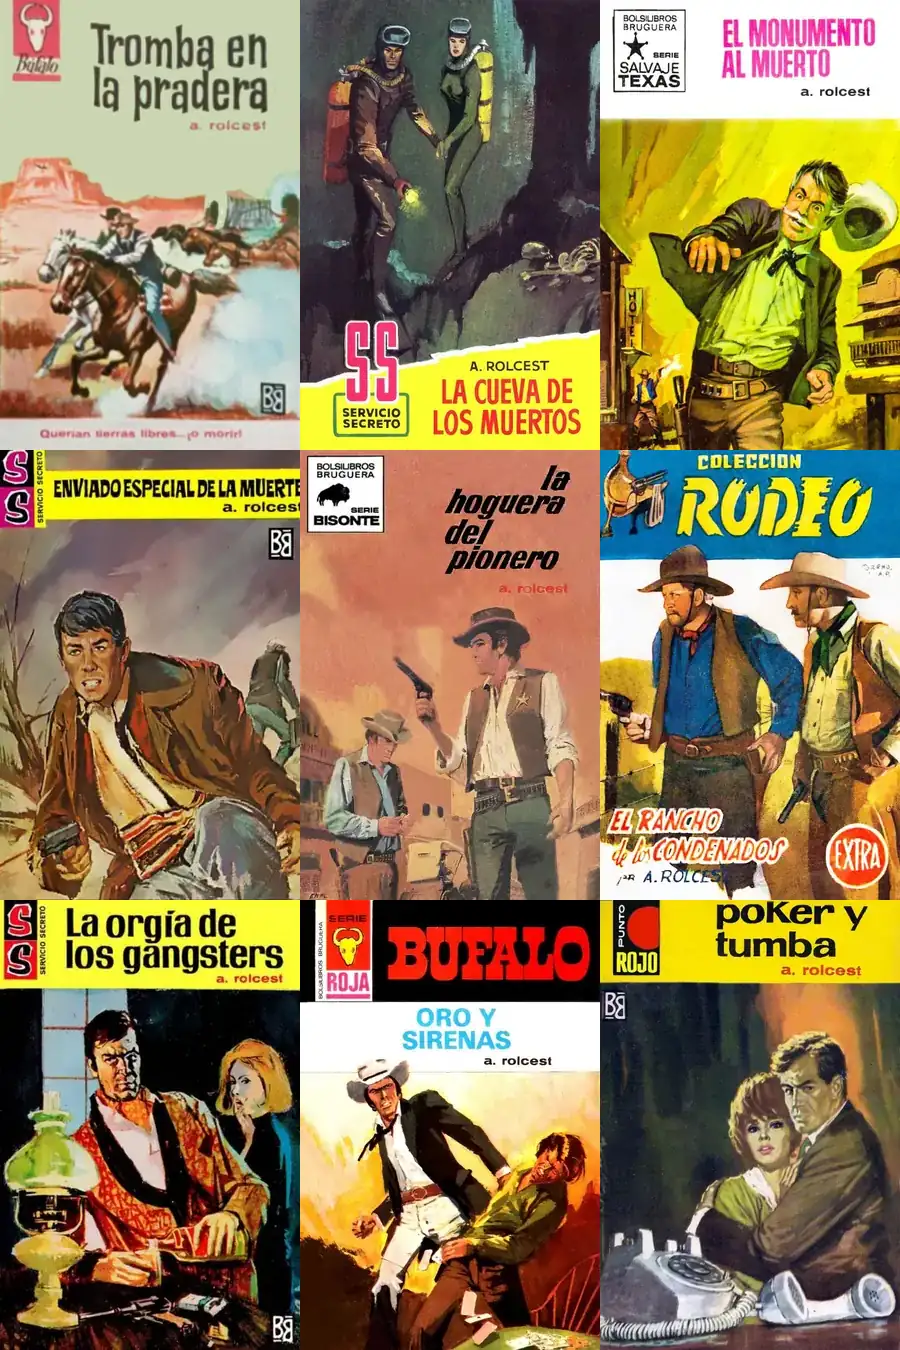 Búfalo
Tromba en
la pradera
a. rolcest
BB
Querían tierras libres... ¡o morir!
SS
SERVICIO
SECRETO
A. ROLCEST
LA CUEVA DE
LOS MUERTOS
BOLSILIBROS
BRUGUERA
SERIE
SALVAJE
TEXAS
EL MONUMENTO
AL MUERTO
a. rolcest
HOTE
SS
SERVICIO SECRETO
ENVIADO ESPECIAL DE LA MUERTE
a. rolcest
BB
BOLSILIBROS
BRUGUERA
SERIE
BISONTE
la
hoguera
del
pionero
a. rolcest
COLECCION
RODEO
EL RANCHO
de los CONDENADOS
por A. ROLCEST
EXTRA
SS
SERVICIO SECRETO
La orgía de
los gangsters
a. rolcest
BB
BOLSILIBROS BRUGUERA
SERIE
ROJA
BUFALO
ORO Y
SIRENAS
a. rolcest
PUNTO
ROJO
poker y
tumba
a. rolcest
BB